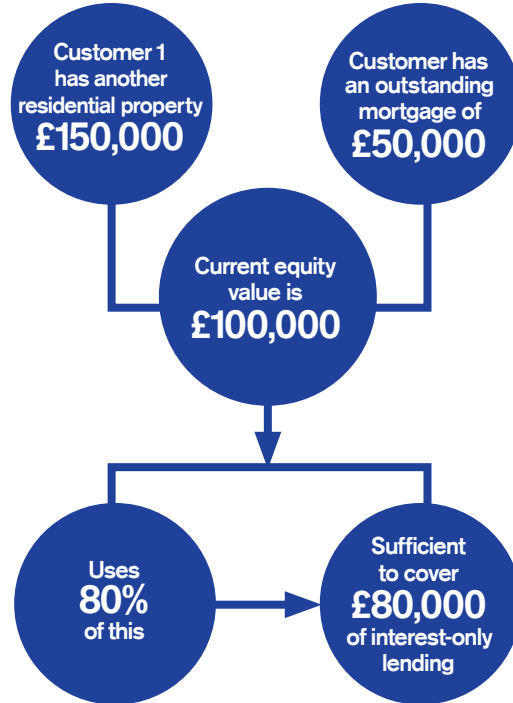 Customer 1
has another
residential property
£150,000
Customer has
an outstanding
mortgage of
£50,000
Current equity
value is
£100,000
Uses
80%
of this
Sufficient
to cover
£80,000
of interest-only
lending